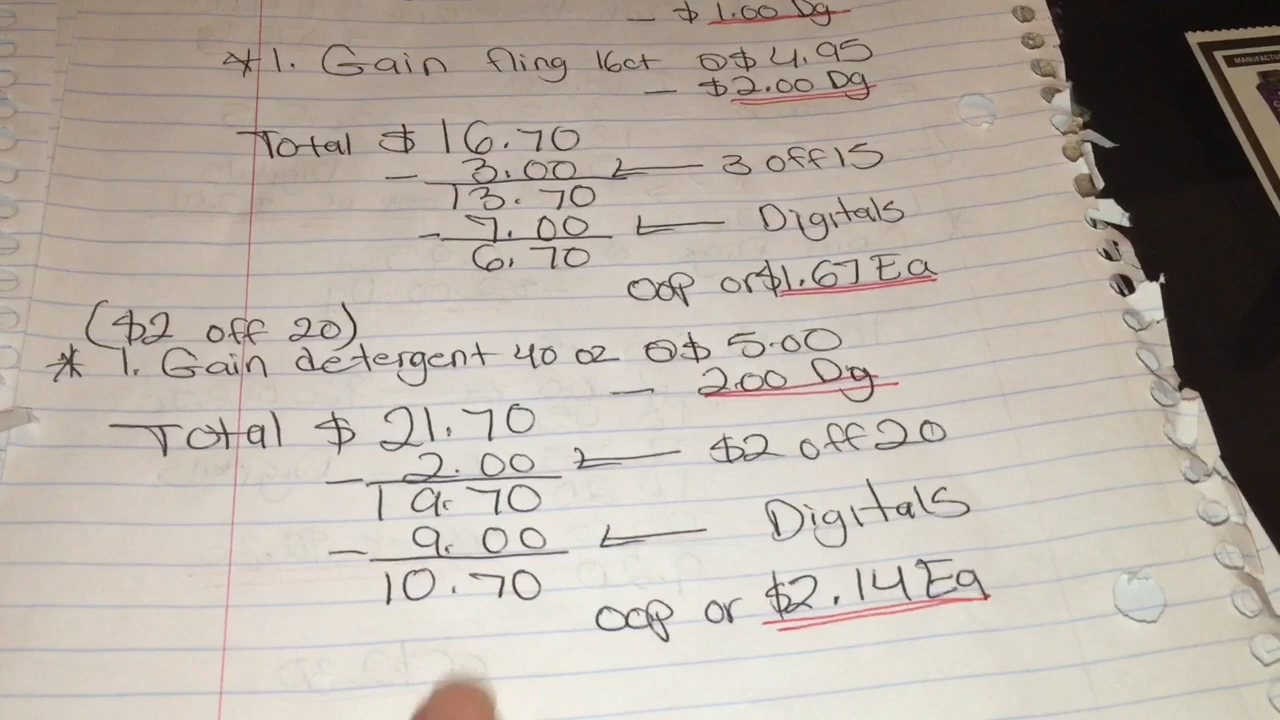 - $1.00 Dg
*1. Gain fling 16ct @$4.95
- $2.00 Dg
Total $16.70
- 3.00 ← 3 off 15
13.70
- 7.00 ← Digitals
6.70
OOP or $1.67 Ea
($2 off 20)
* 1. Gain detergent 40 oz @$ 5.00
- 2.00 Dg
Total $ 21.70
- 2.00 ← $2 off 20
19.70
- 9.00 ← Digitals
10.70
OOP or $2.14 Ea